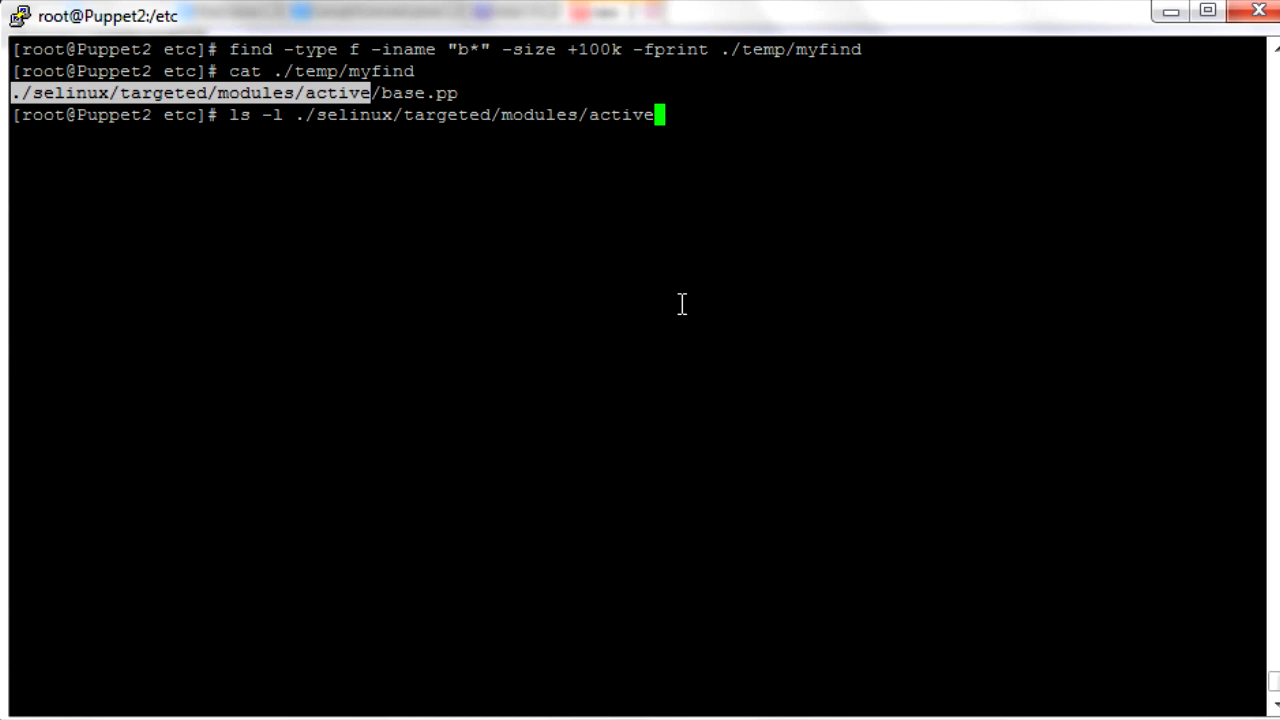 root@Puppet2:/etc
[root@Puppet2 etc]# find -type f -iname "b*" -size +100k -fprint ./temp/myfind
[root@Puppet2 etc]# cat ./temp/myfind
./selinux/targeted/modules/active/base.pp
[root@Puppet2 etc]# ls -l ./selinux/targeted/modules/active